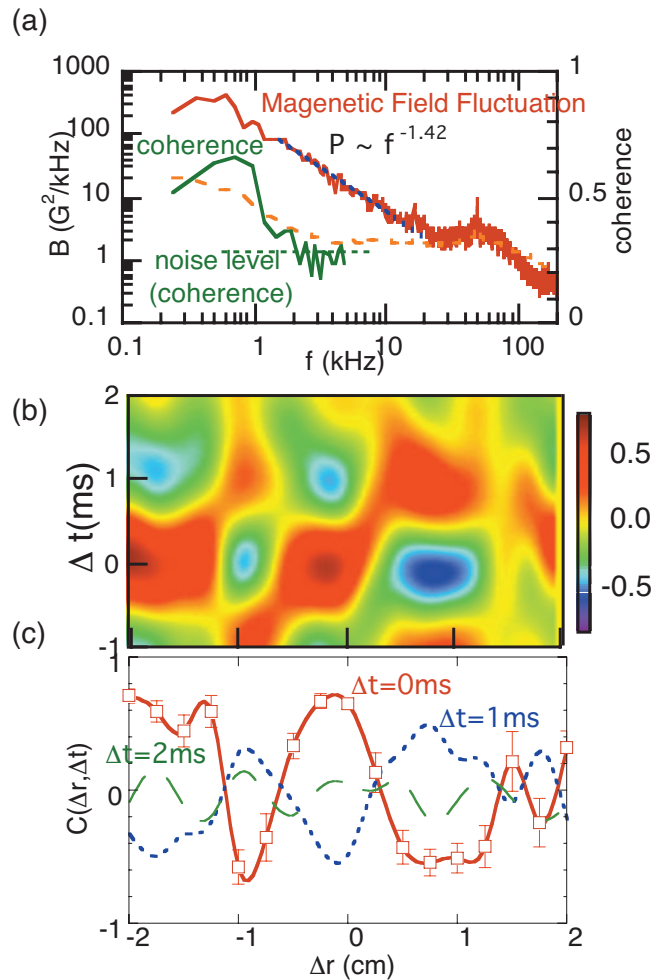 (a)
1000
100
10
1
0.1
B (G²/kHz)
Magenetic Field Fluctuation
P ~ f^-1.42
coherence
noise level
(coherence)
1
0.5
0
coherence
0.1
1
10
100
f (kHz)
(b)
2
1
0
-1
Δ t(ms)
0.5
0.0
-0.5
(c)
1
0
-1
C(Δr,Δt)
Δt=0ms
Δt=1ms
Δt=2ms
-2
-1
0
1
2
Δr (cm)